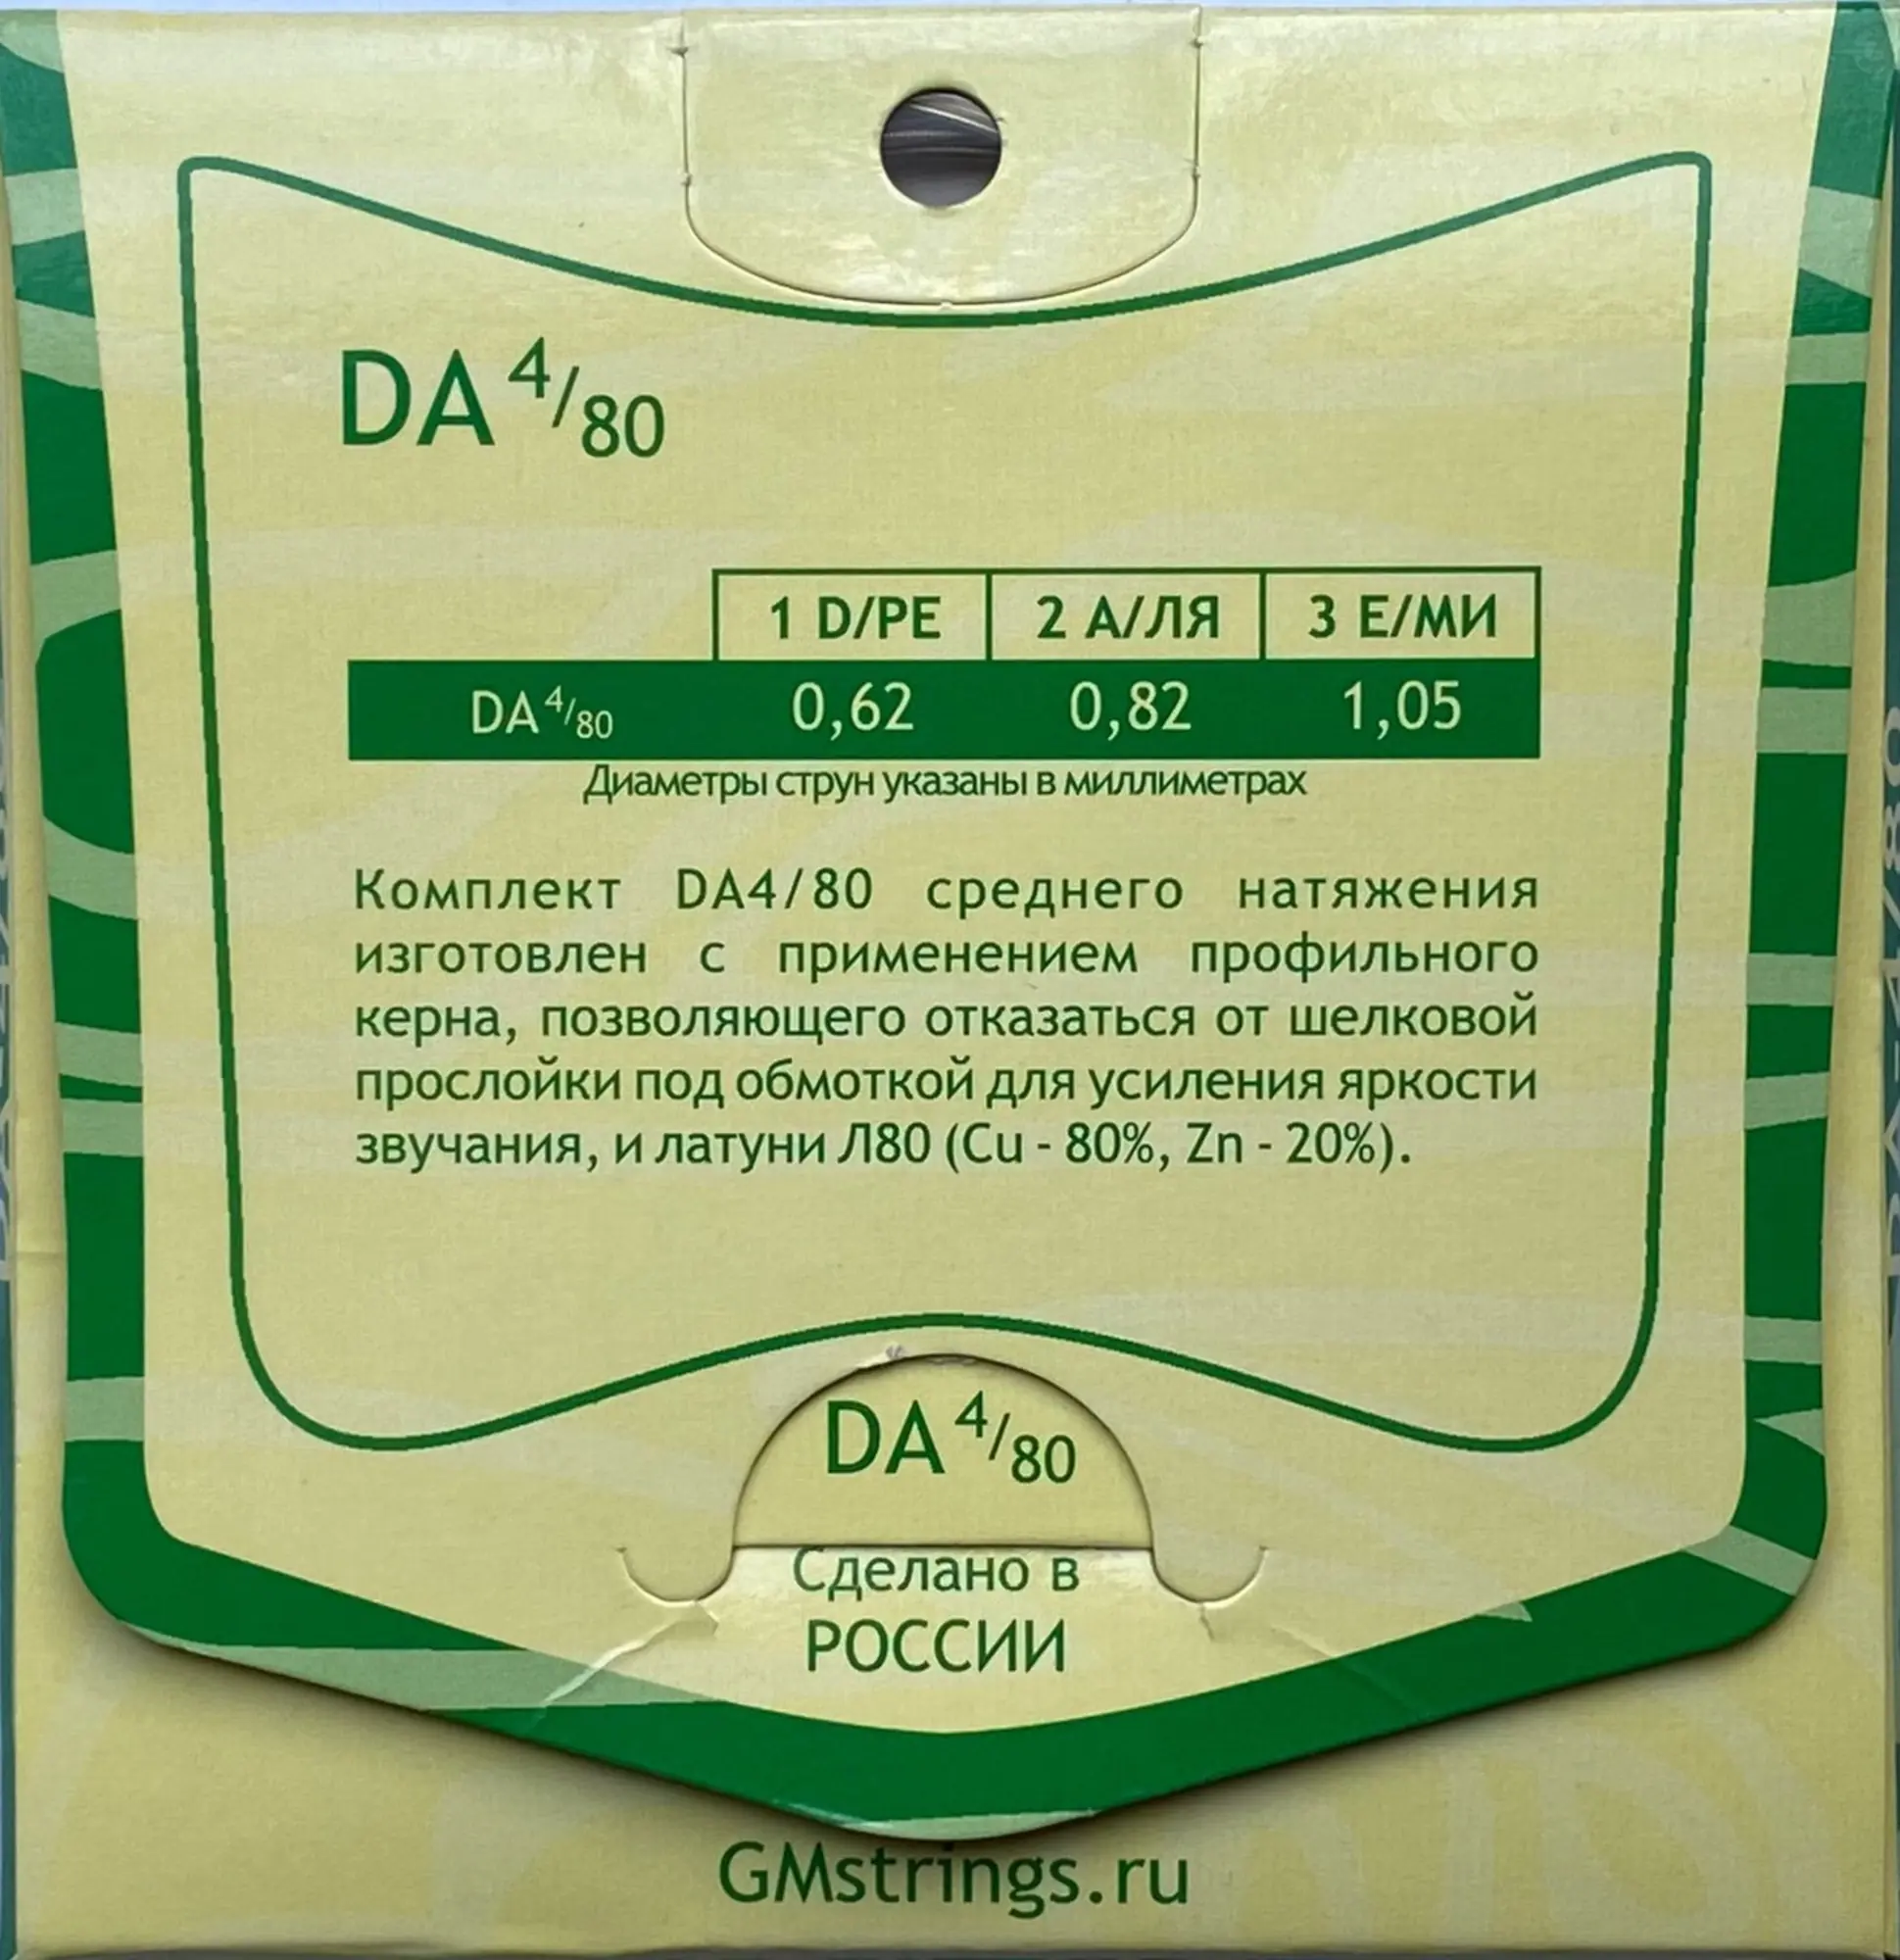 DA 4/80
1 D/РЕ 2 A/ЛЯ 3 E/МИ
DA 4/80 0,62 0,82 1,05
Диаметры струн указаны в миллиметрах
Комплект DA4/80 среднего натяжения
изготовлен с применением профильного
керна, позволяющего отказаться от шелковой
прослойки под обмоткой для усиления яркости
звучания, и латуни Л80 (Cu - 80%, Zn - 20%).
DA 4/80
Сделано в
РОССИИ
GMstrings.ru